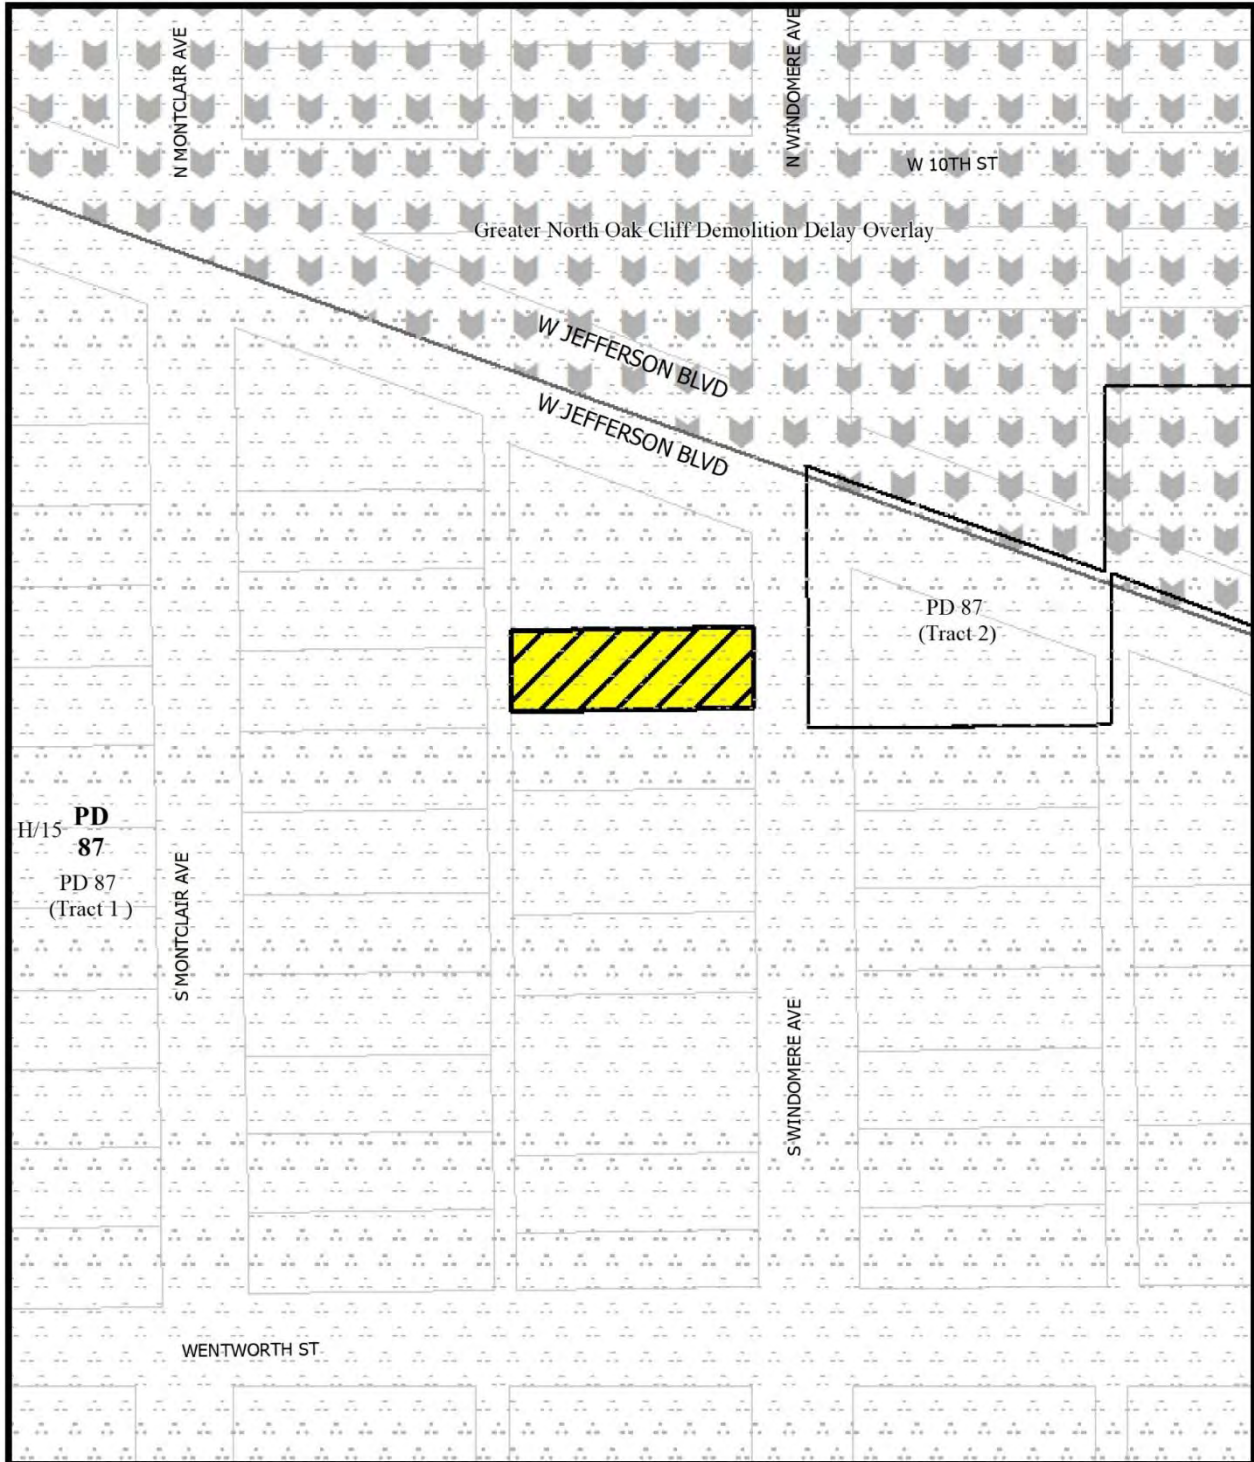 N MONTCLAIR AVE
N WINDOMERE AVE
W 10TH ST
Greater North Oak Cliff Demolition Delay Overlay
W JEFFERSON BLVD
W JEFFERSON BLVD
PD 87
(Tract 2)
H/15
PD
87
PD 87
(Tract 1 )
S MONTCLAIR AVE
S WINDOMERE AVE
WENTWORTH ST